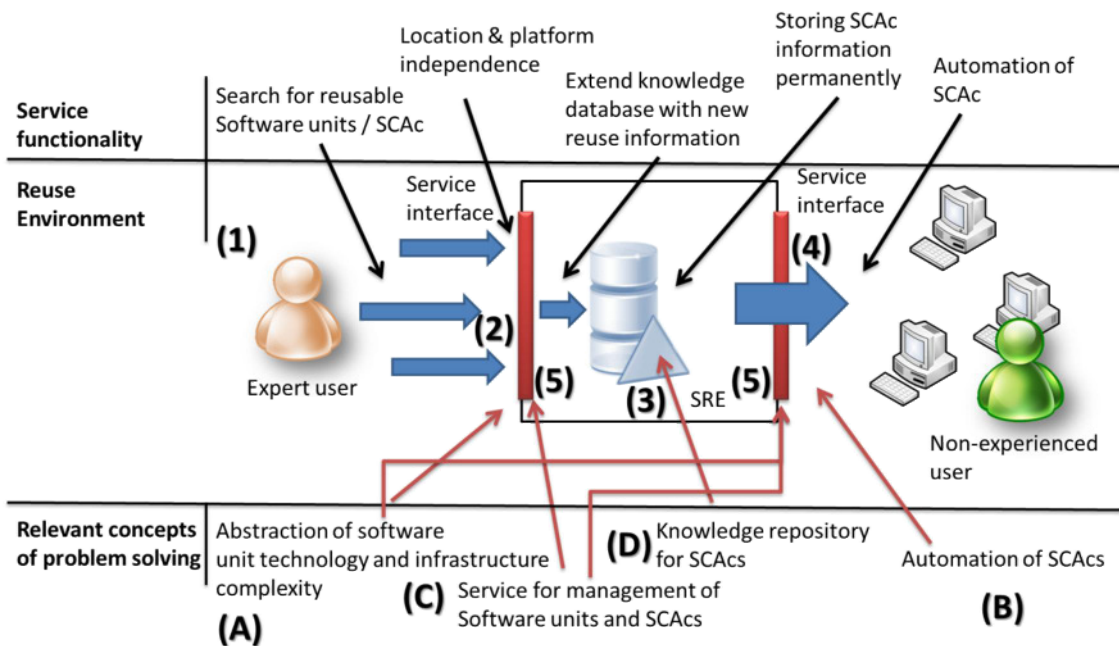 Service
functionality
Search for reusable
Software units / SCAc
Location & platform
independence
Extend knowledge
database with new
reuse information
Storing SCAc
information
permanently
Automation of
SCAc
Reuse
Environment
(1)
Expert user
Service
interface
(2)
(5)
(3)
SRE
(5)
Service
interface
(4)
Non-experienced
user
Relevant concepts
of problem solving
Abstraction of software
unit technology and infrastructure
complexity
(A)
(C)
Service for management of
Software units and SCAcs
(D)
Knowledge repository
for SCAcs
Automation of SCAcs
(B)